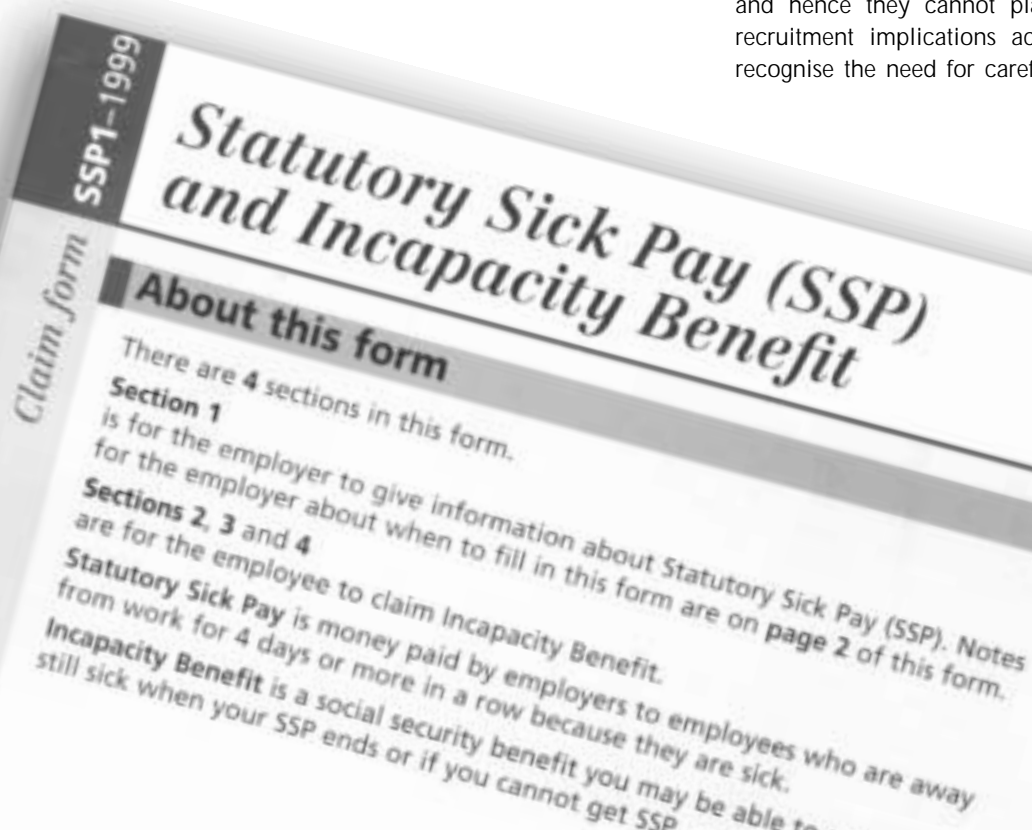 and hence they cannot pla
recruitment implications ac
recognise the need for caref
SSP1–1999
Claim form
Statutory Sick Pay (SSP)
and Incapacity Benefit
About this form
There are 4 sections in this form.
Section 1
is for the employer to give information about Statutory Sick Pay (SSP). Notes
for the employer about when to fill in this form are on page 2 of this form.
Sections 2, 3 and 4
are for the employee to claim Incapacity Benefit.
Statutory Sick Pay is money paid by employers to employees who are away
from work for 4 days or more in a row because they are sick.
Incapacity Benefit is a social security benefit you may be able to
still sick when your SSP ends or if you cannot get SSP